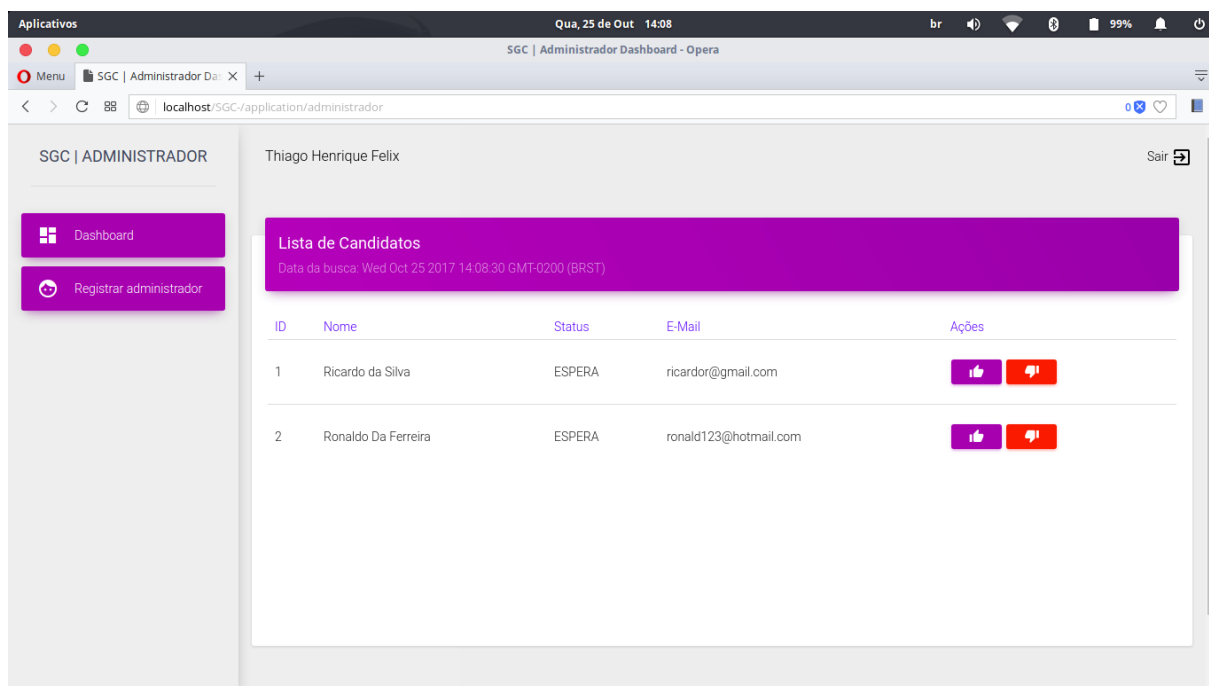 Aplicativos
Qua, 25 de Out 14:08
br
99%
SGC | Administrador Dashboard - Opera
Menu
SGC | Administrador Das
localhost/SGC-/application/administrador
0
SGC | ADMINISTRADOR
Thiago Henrique Felix
Sair
Dashboard
Registrar administrador
Lista de Candidatos
Data da busca: Wed Oct 25 2017 14:08:30 GMT-0200 (BRST)
ID Nome Status E-Mail Ações
1 Ricardo da Silva ESPERA ricardor@gmail.com
2 Ronaldo Da Ferreira ESPERA ronald123@hotmail.com